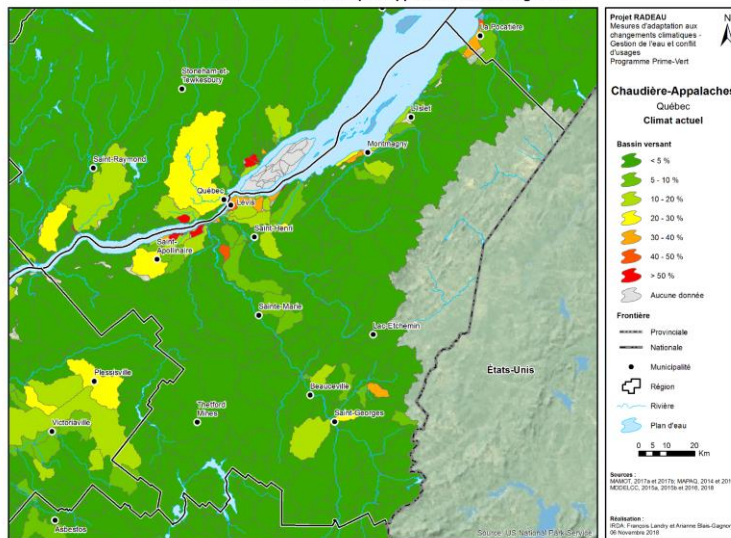 Stoneham-et-
Tewkesbury
La Pocatière
L'Islet
Montmagny
Saint-Raymond
Québec
Lévis
Saint-Henri
Saint-
Apollinaire
Sainte-Marie
Lac-Etchemin
États-Unis
Plessisville
Beauceville
Victoriaville
Thetford
Mines
Saint-Georges
Asbestos
Source: US National Park Service
Projet RADEAU
Mesures d'adaptation aux
changements climatiques -
Gestion de l'eau et conflit
d'usages
Programme Prime-Vert
N
Chaudière-Appalaches
Québec
Climat actuel
Bassin versant
< 5 %
5 - 10 %
10 - 20 %
20 - 30 %
30 - 40 %
40 - 50 %
> 50 %
Aucune donnée
Frontière
Provinciale
Nationale
Municipalité
Région
Rivière
Plan d'eau
0 5 10 20
Km
Sources :
MAMOT, 2017a et 2017b; MAPAQ, 2014 et
MDDELCC, 2015a, 2015b et 2016, 2018
Réalisation :
IRDA: François Landry et Arianne Blais-Gagnon
06 Novembre 2018